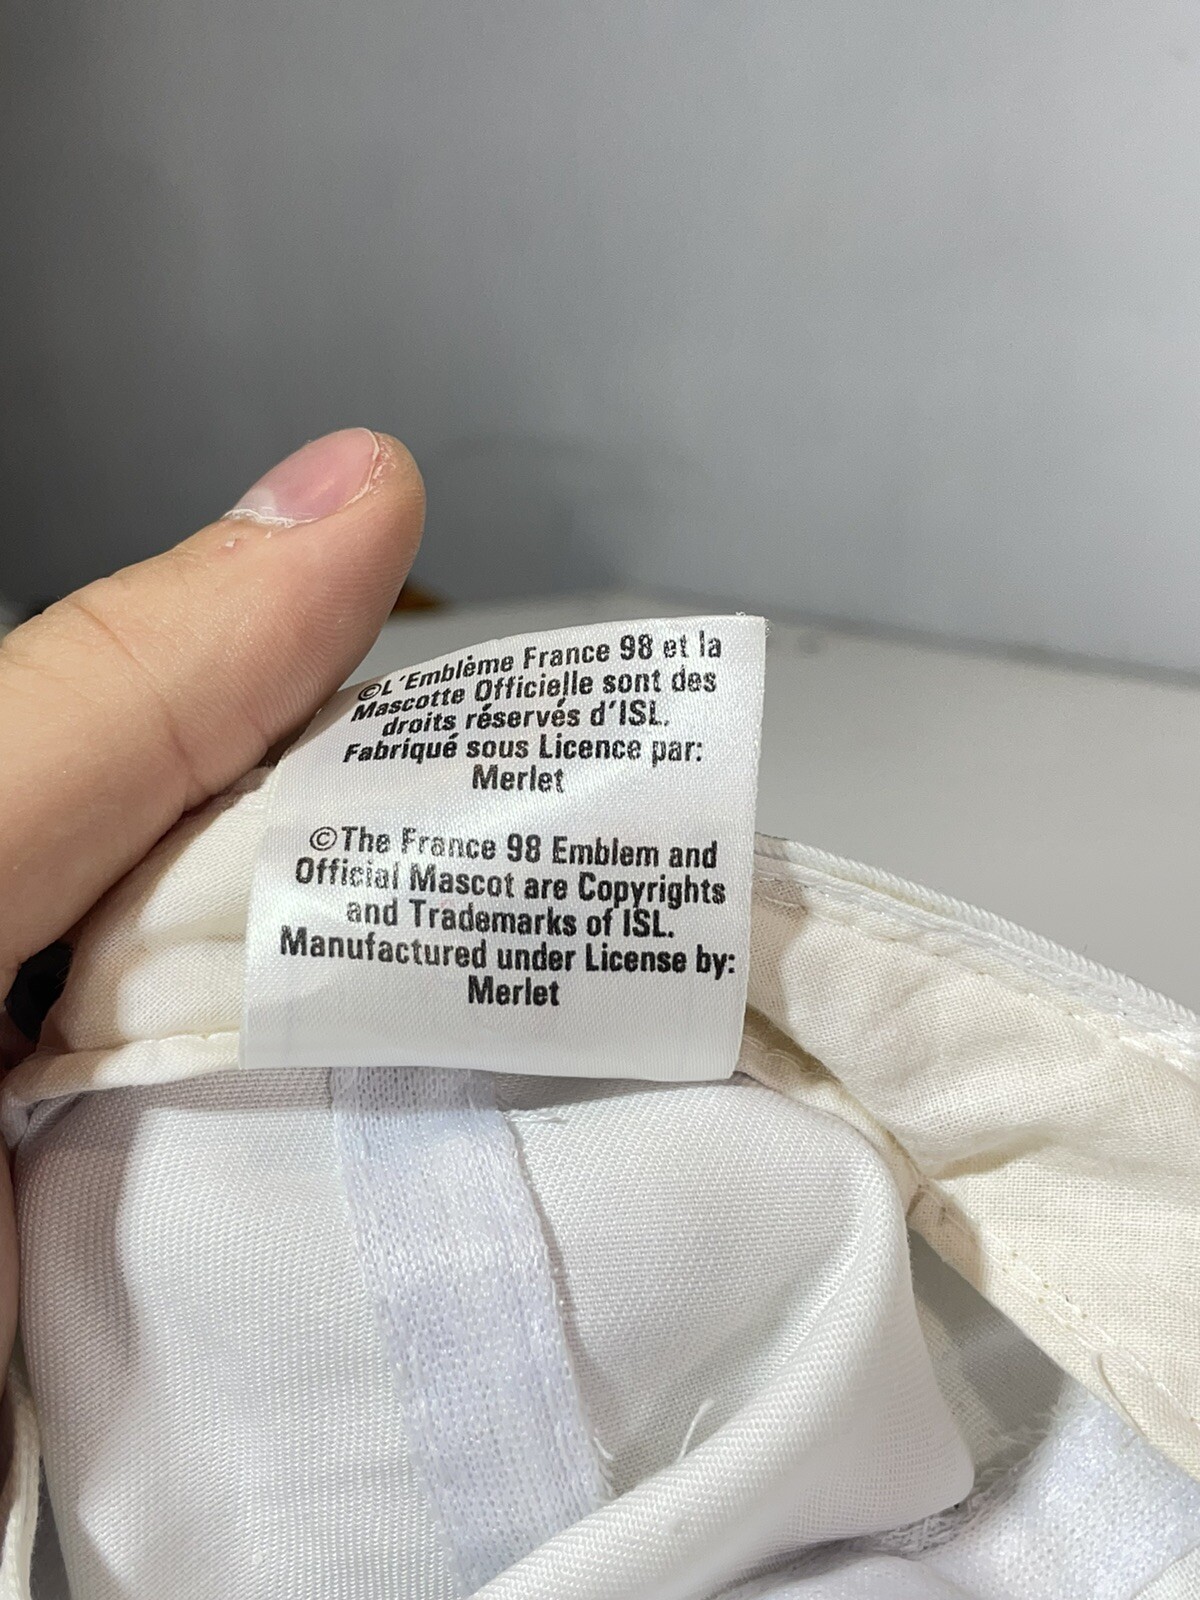 ©L'Emblème France 98 et la
Mascotte Officielle sont des
droits réservés d'ISL.
Fabriqué sous Licence par:
Merlet
©The France 98 Emblem and
Official Mascot are Copyrights
and Trademarks of ISL.
Manufactured under License by:
Merlet